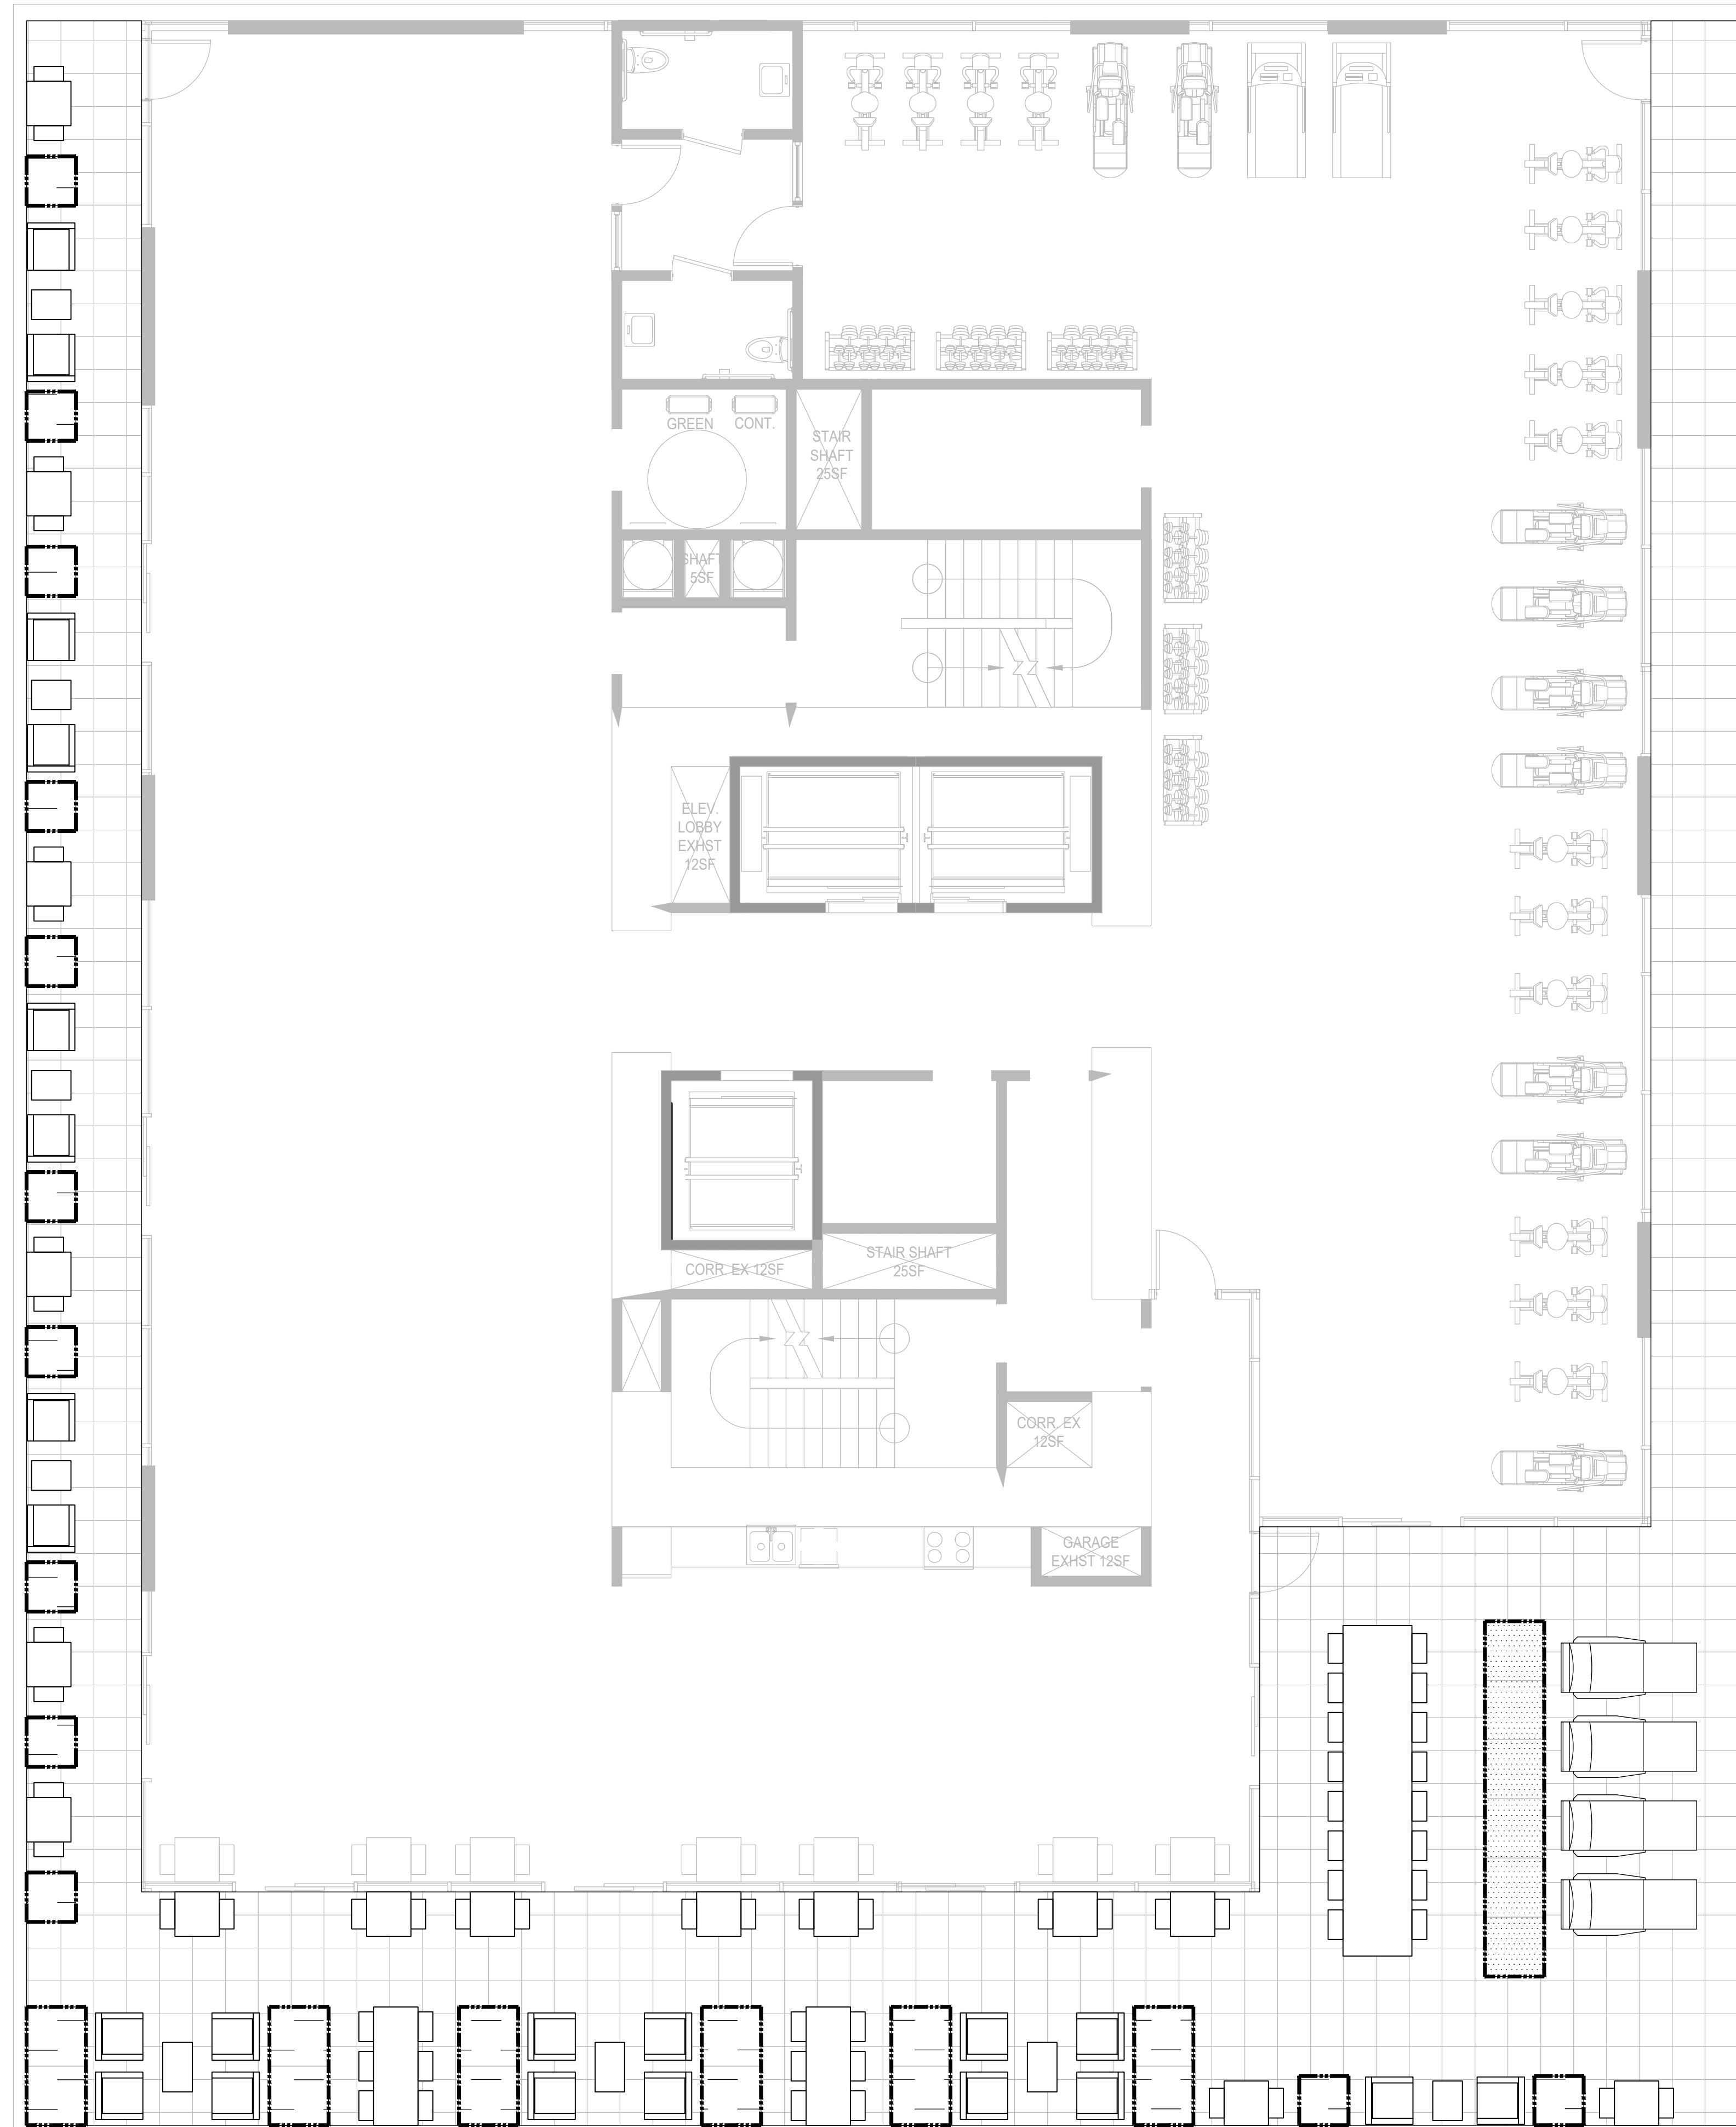 GREEN
CONT.
STAIR
SHAFT
25SF
SHAFT
5SF
ELEV.
LOBBY
EXHST
12SF
CORR. EX 12SF
STAIR SHAFT
25SF
CORR. EX
12SF
GARAGE
EXHST 12SF